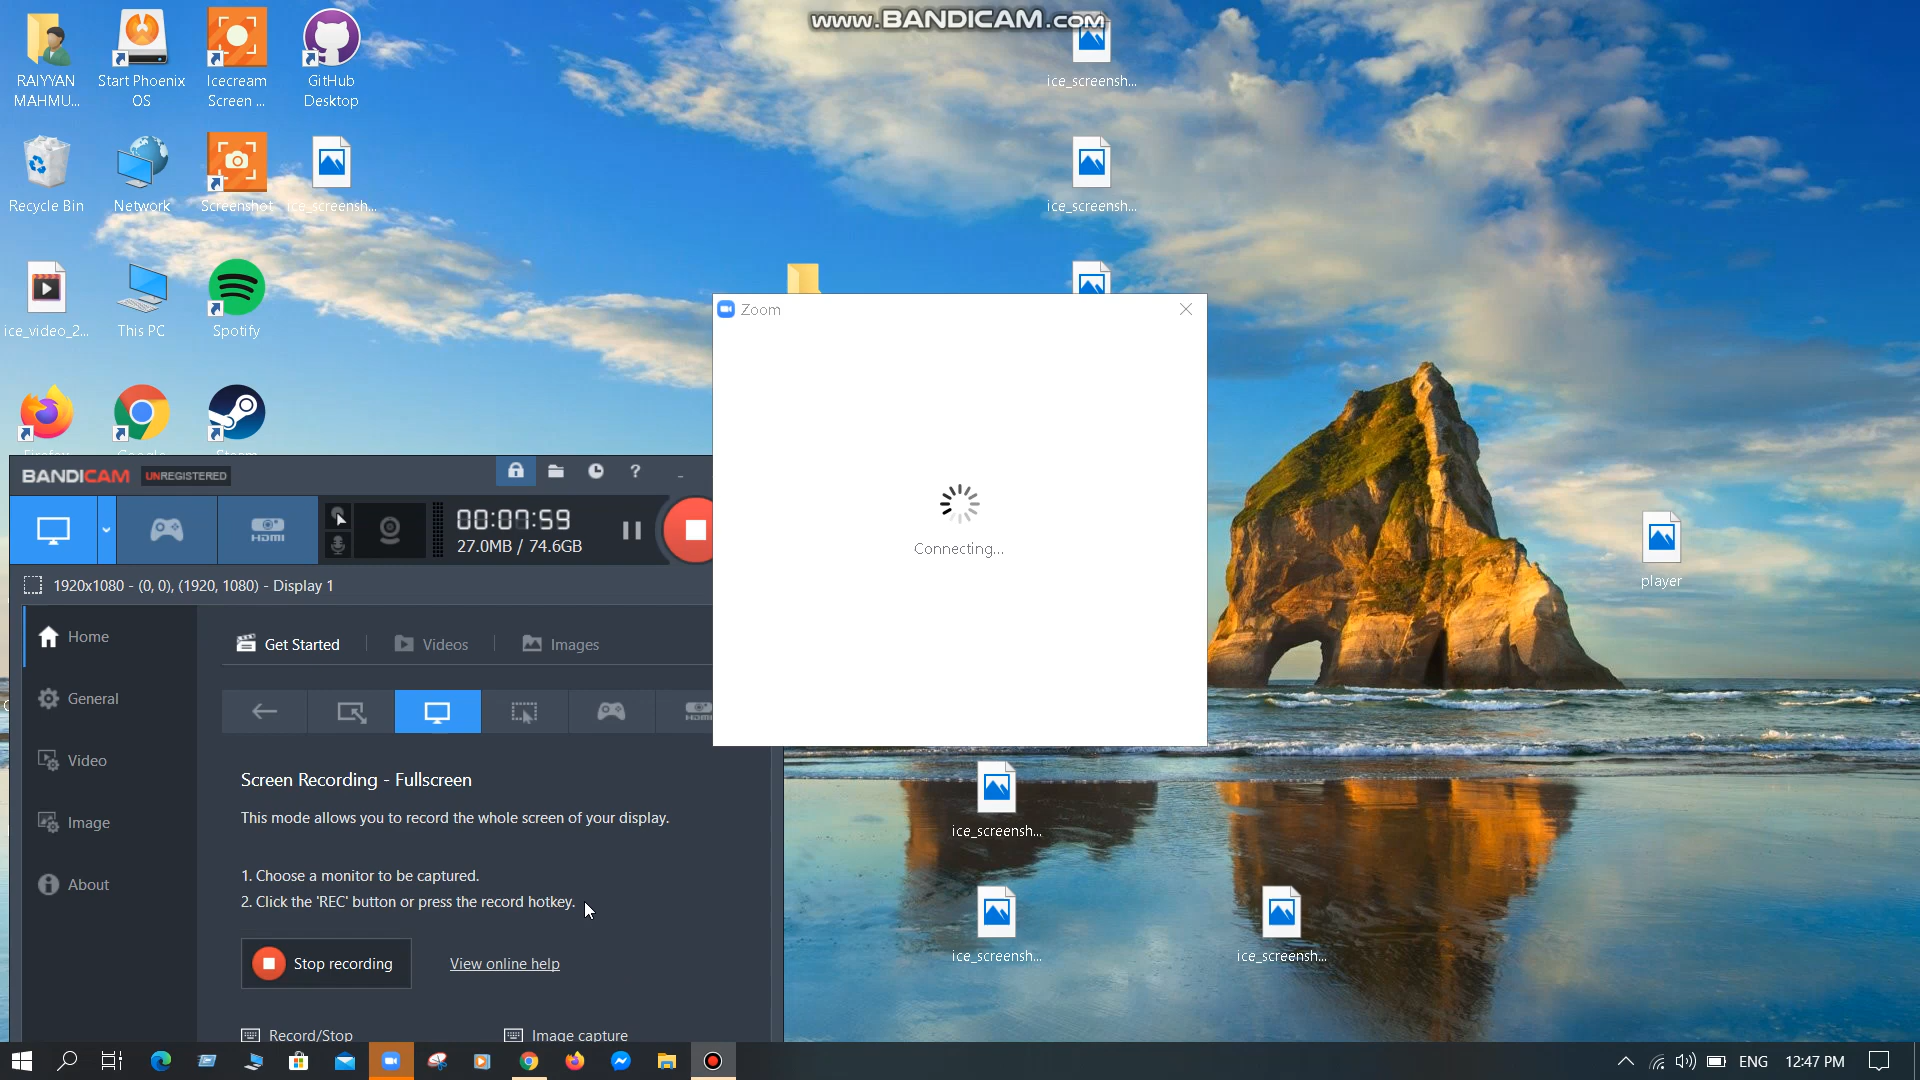 www.BANDICAM.com
RAIYYAN
MAHMU...
Start Phoenix
OS
Icecream
Screen ...
GitHub
Desktop
ice_screensh...
Recycle Bin
Network
Screenshot
ice_screensh...
ice_screensh...
ice_video_2...
This PC
Spotify
Firefox
Google
Steam
Zoom
Connecting...
player
BANDICAM UNREGISTERED
?
00:07:59
27.0MB / 74.6GB
HDMI
1920x1080 - (0, 0), (1920, 1080) - Display 1
Home
General
Video
Image
About
Get Started
Videos
Images
HDMI
Screen Recording - Fullscreen
This mode allows you to record the whole screen of your display.
1. Choose a monitor to be captured.
2. Click the 'REC' button or press the record hotkey.
Stop recording
View online help
Record/Stop
Image capture
ice_screensh...
ice_screensh...
ice_screensh...
ENG
12:47 PM